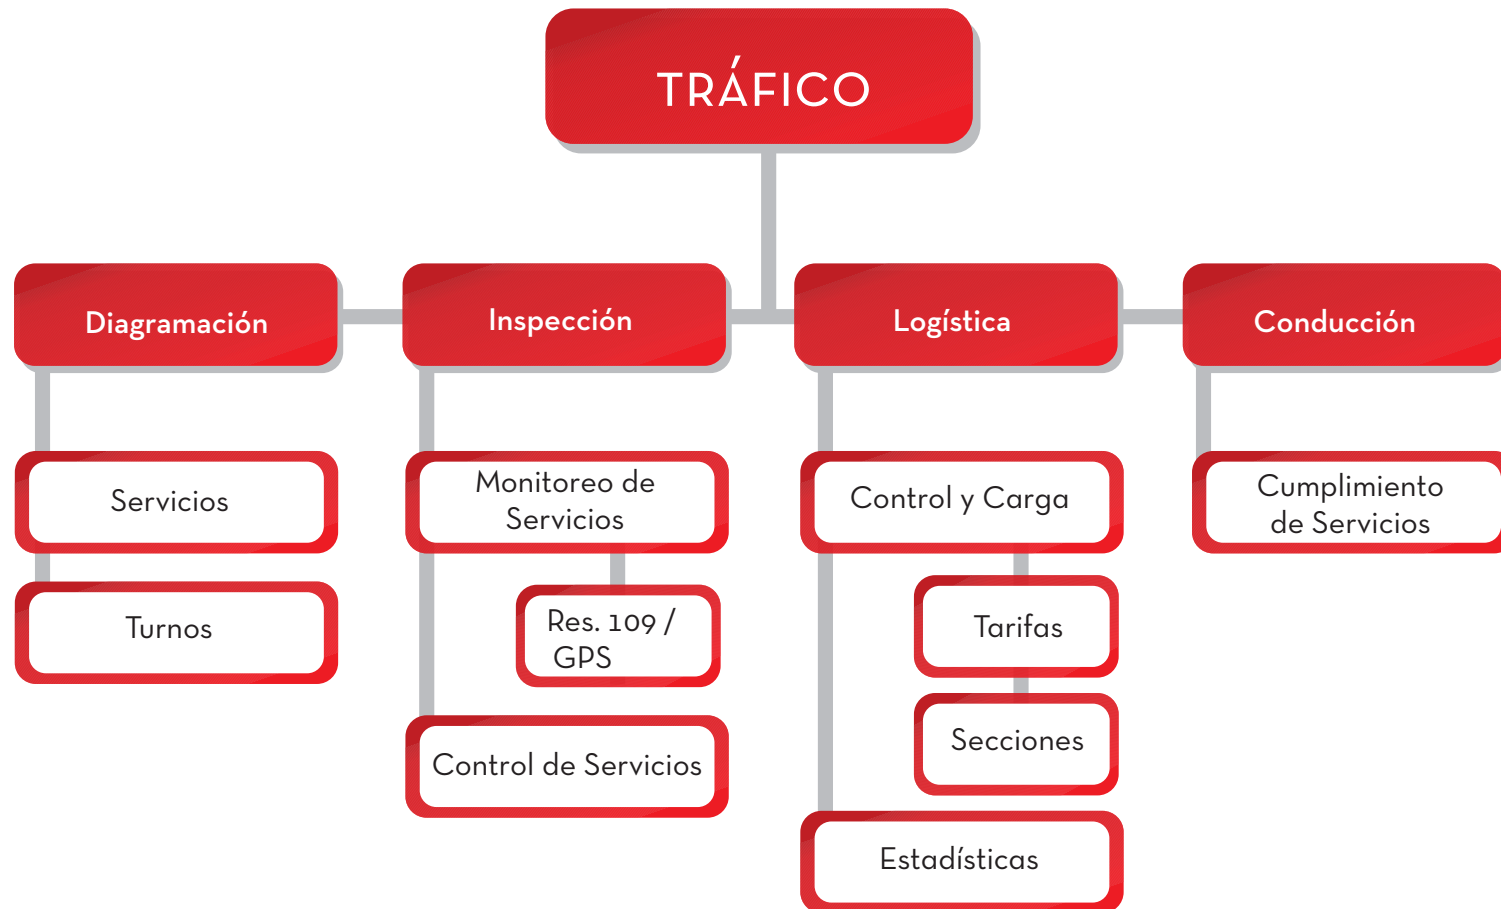 TRÁFICO
Diagramación
Inspección
Logística
Conducción
Servicios
Turnos
Monitoreo de
Servicios
Res. 109 /
GPS
Control de Servicios
Control y Carga
Tarifas
Secciones
Estadísticas
Cumplimiento
de Servicios